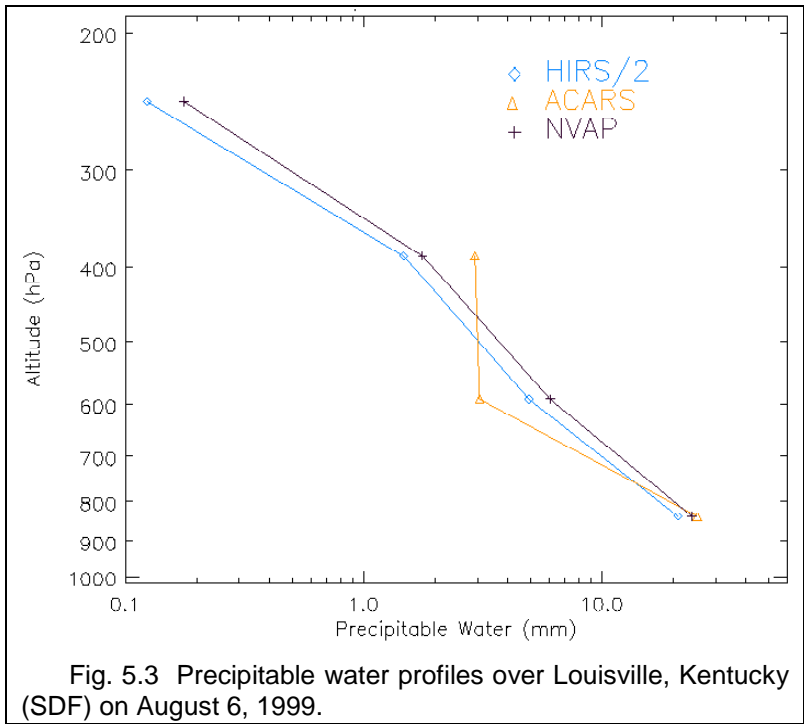 200
300
400
500
600
700
800
900
1000
Altitude (hPa)
HIRS/2
ACARS
NVAP
0.1 1.0 10.0
Precipitable Water (mm)
Fig. 5.3 Precipitable water profiles over Louisville, Kentucky
(SDF) on August 6, 1999.